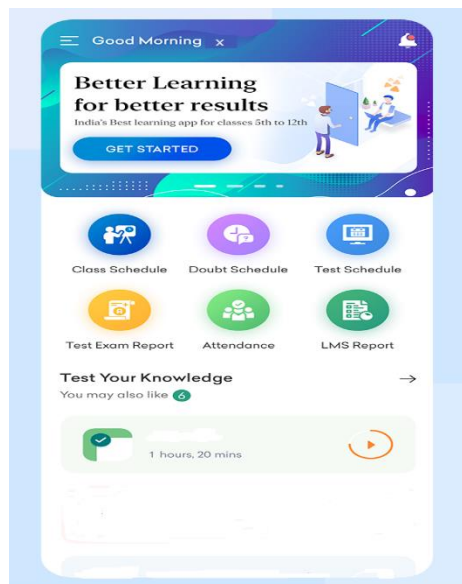 Good Morning x
Better Learning
for better results
India's Best learning app for classes 5th to 12th
GET STARTED
Class Schedule Doubt Schedule Test Schedule
Test Exam Report Attendance LMS Report
Test Your Knowledge
You may also like 6
1 hours, 20 mins